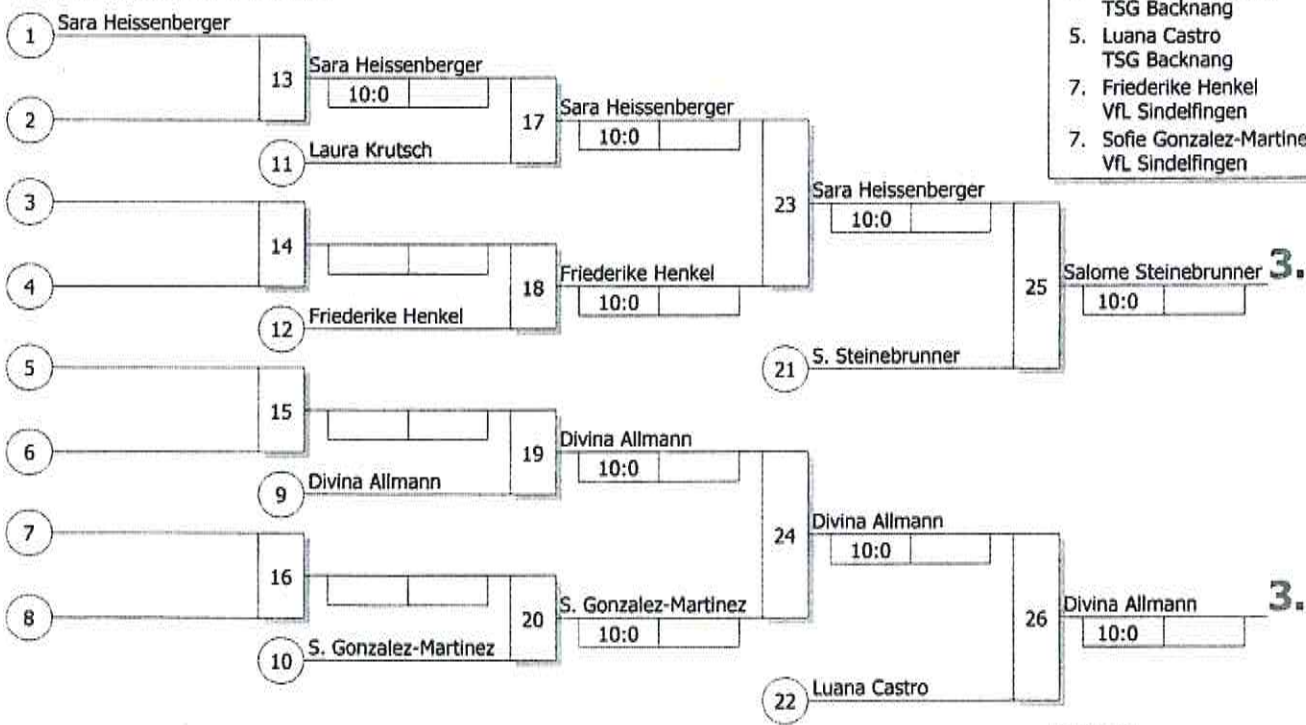 TSG Backnang
5. Luana Castro
TSG Backnang
7. Friederike Henkel
VfL Sindelfingen
7. Sofie Gonzalez-Martine
VfL Sindelfingen
1 Sara Heissenberger
2
13 Sara Heissenberger
10:0
11 Laura Krutsch
17 Sara Heissenberger
10:0
3
4
14
12 Friederike Henkel
18 Friederike Henkel
10:0
23 Sara Heissenberger
10:0
21 S. Steinebrunner
25 Salome Steinebrunner 3.
10:0
5
6
15
9 Divina Allmann
19 Divina Allmann
10:0
7
8
16
10 S. Gonzalez-Martinez
20 S. Gonzalez-Martinez
10:0
24 Divina Allmann
10:0
22 Luana Castro
26 Divina Allmann 3.
10:0